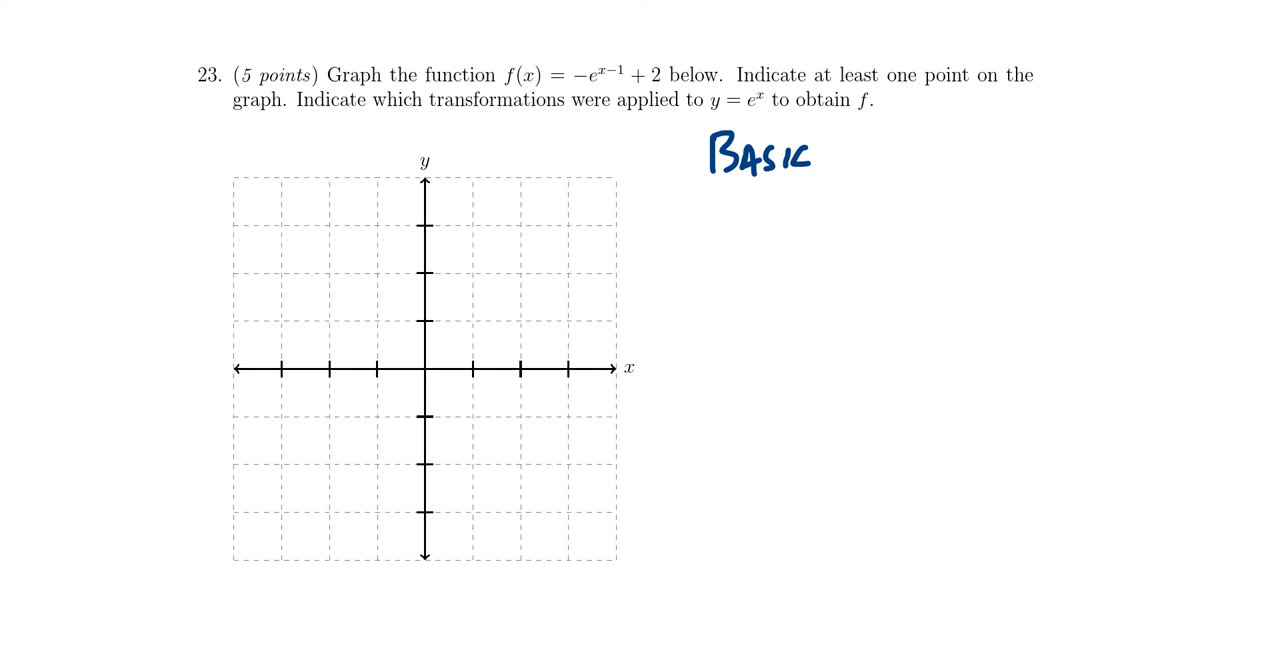 23. (5 points) Graph the function f(x) = −e^{x−1} + 2 below. Indicate at least one point on the
graph. Indicate which transformations were applied to y = e^x to obtain f.
BASIC
y
x